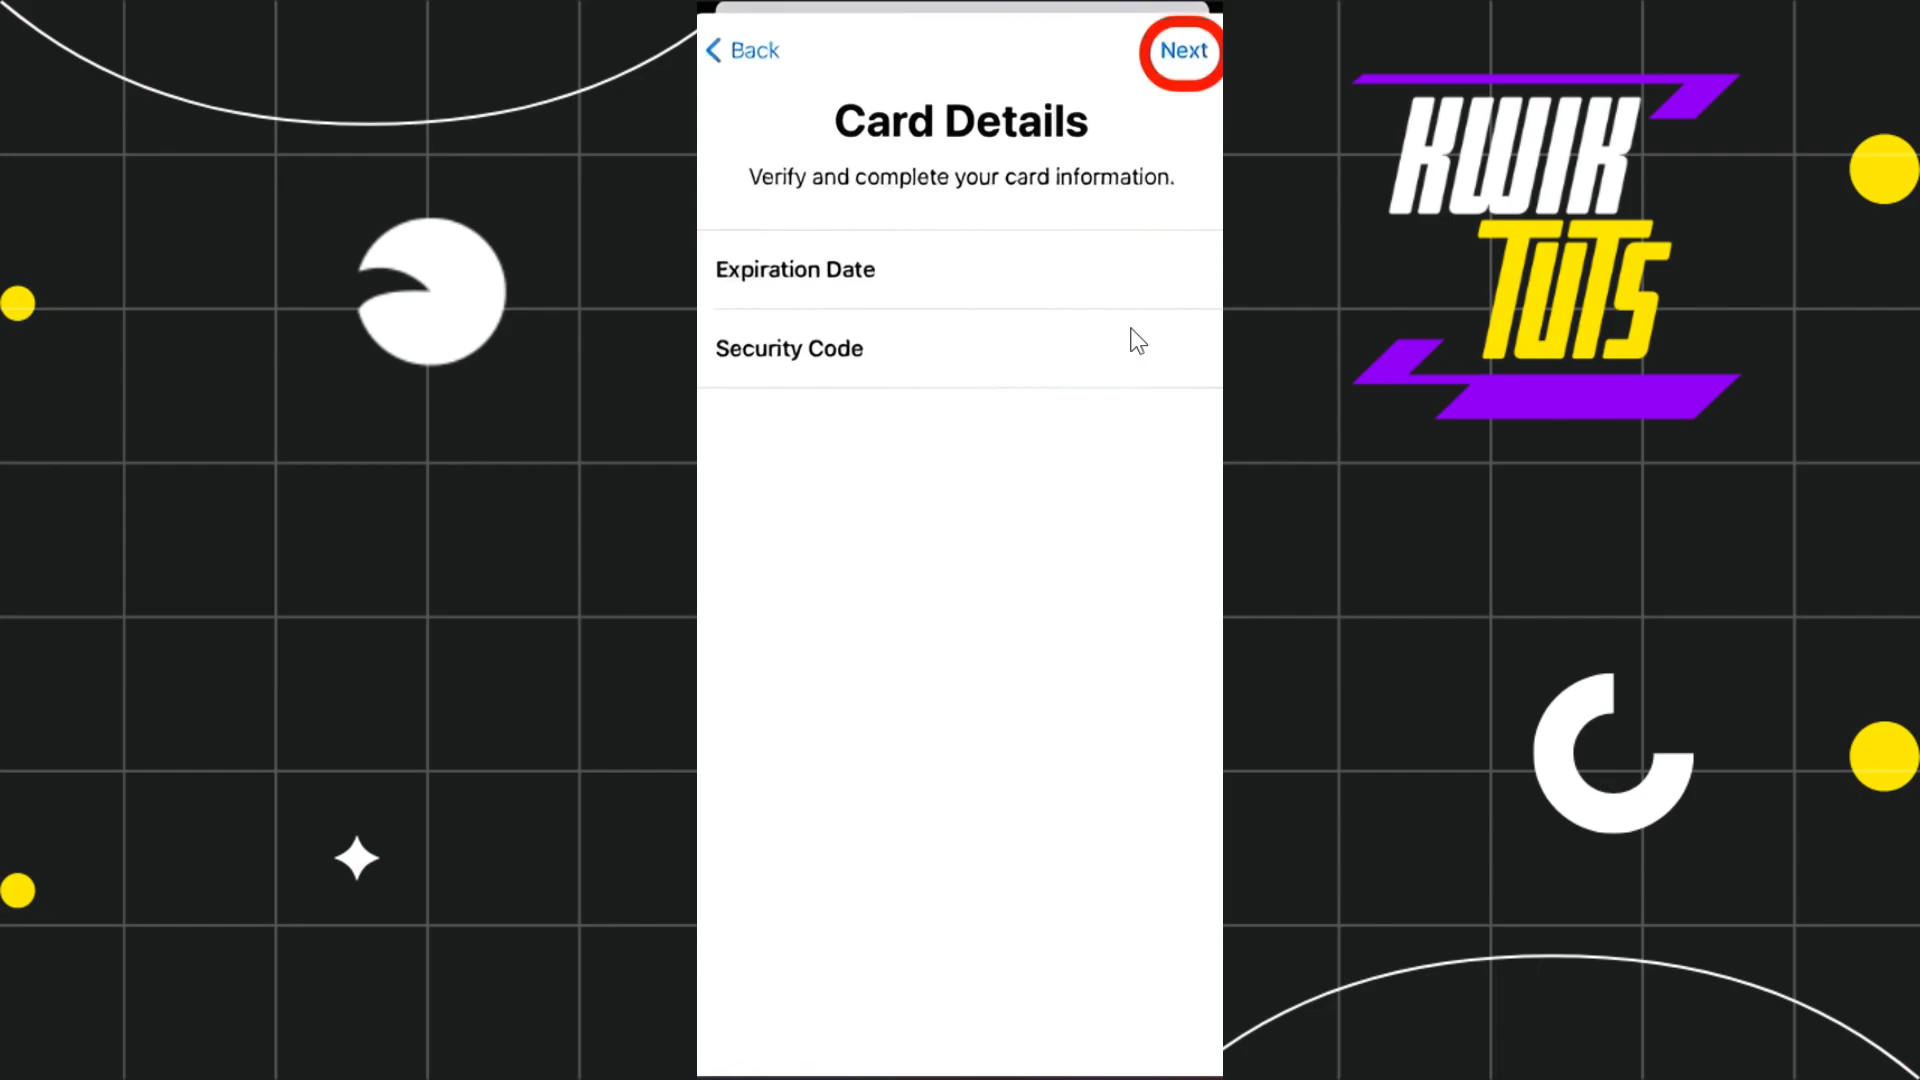 Back
Next
Card Details
Verify and complete your card information.
Expiration Date
Security Code
KWIK
TUTS